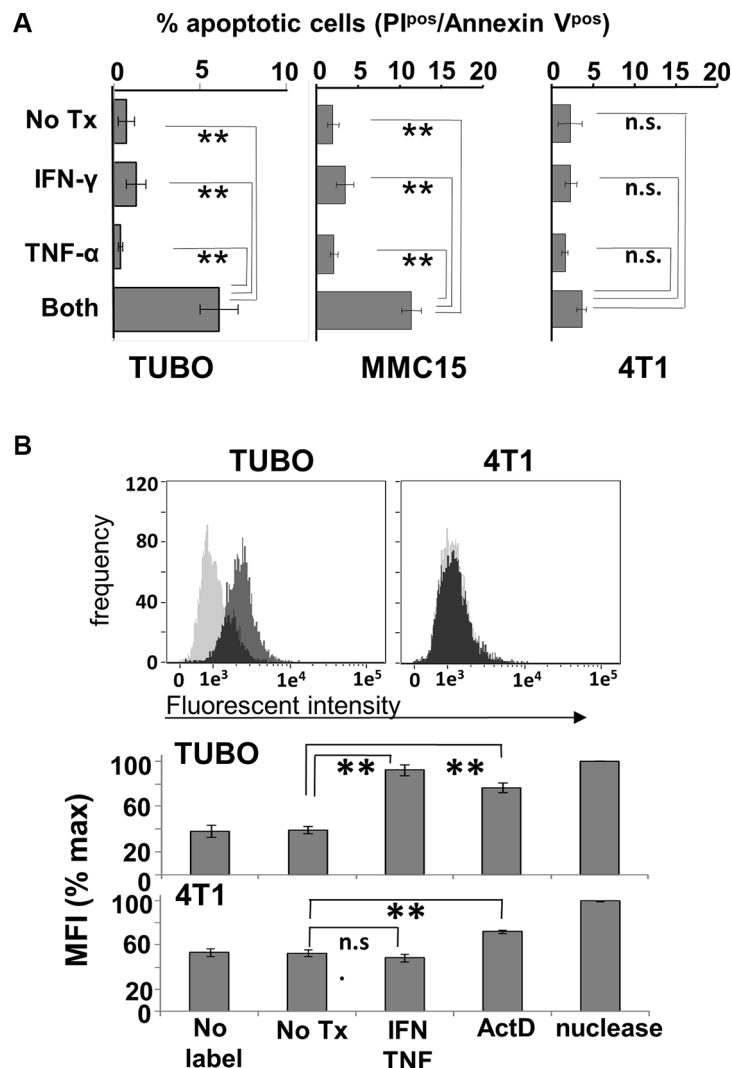 A
% apoptotic cells (PIpos/Annexin Vpos)
0 5 10
0 5 10 15 20
0 5 10 15 20
No Tx
** ** n.s.
IFN-γ
** ** n.s.
TNF-α
** ** n.s.
Both
TUBO MMC15 4T1
B
TUBO 4T1
frequency
120
80
40
0
0 1e3 1e4 1e5
0 1e3 1e4 1e5
Fluorescent intensity
MFI (% max)
TUBO
100
60
20
0
** **
4T1
100
60
20
0
**
n.s
.
No label
No Tx
IFN TNF
ActD
nuclease